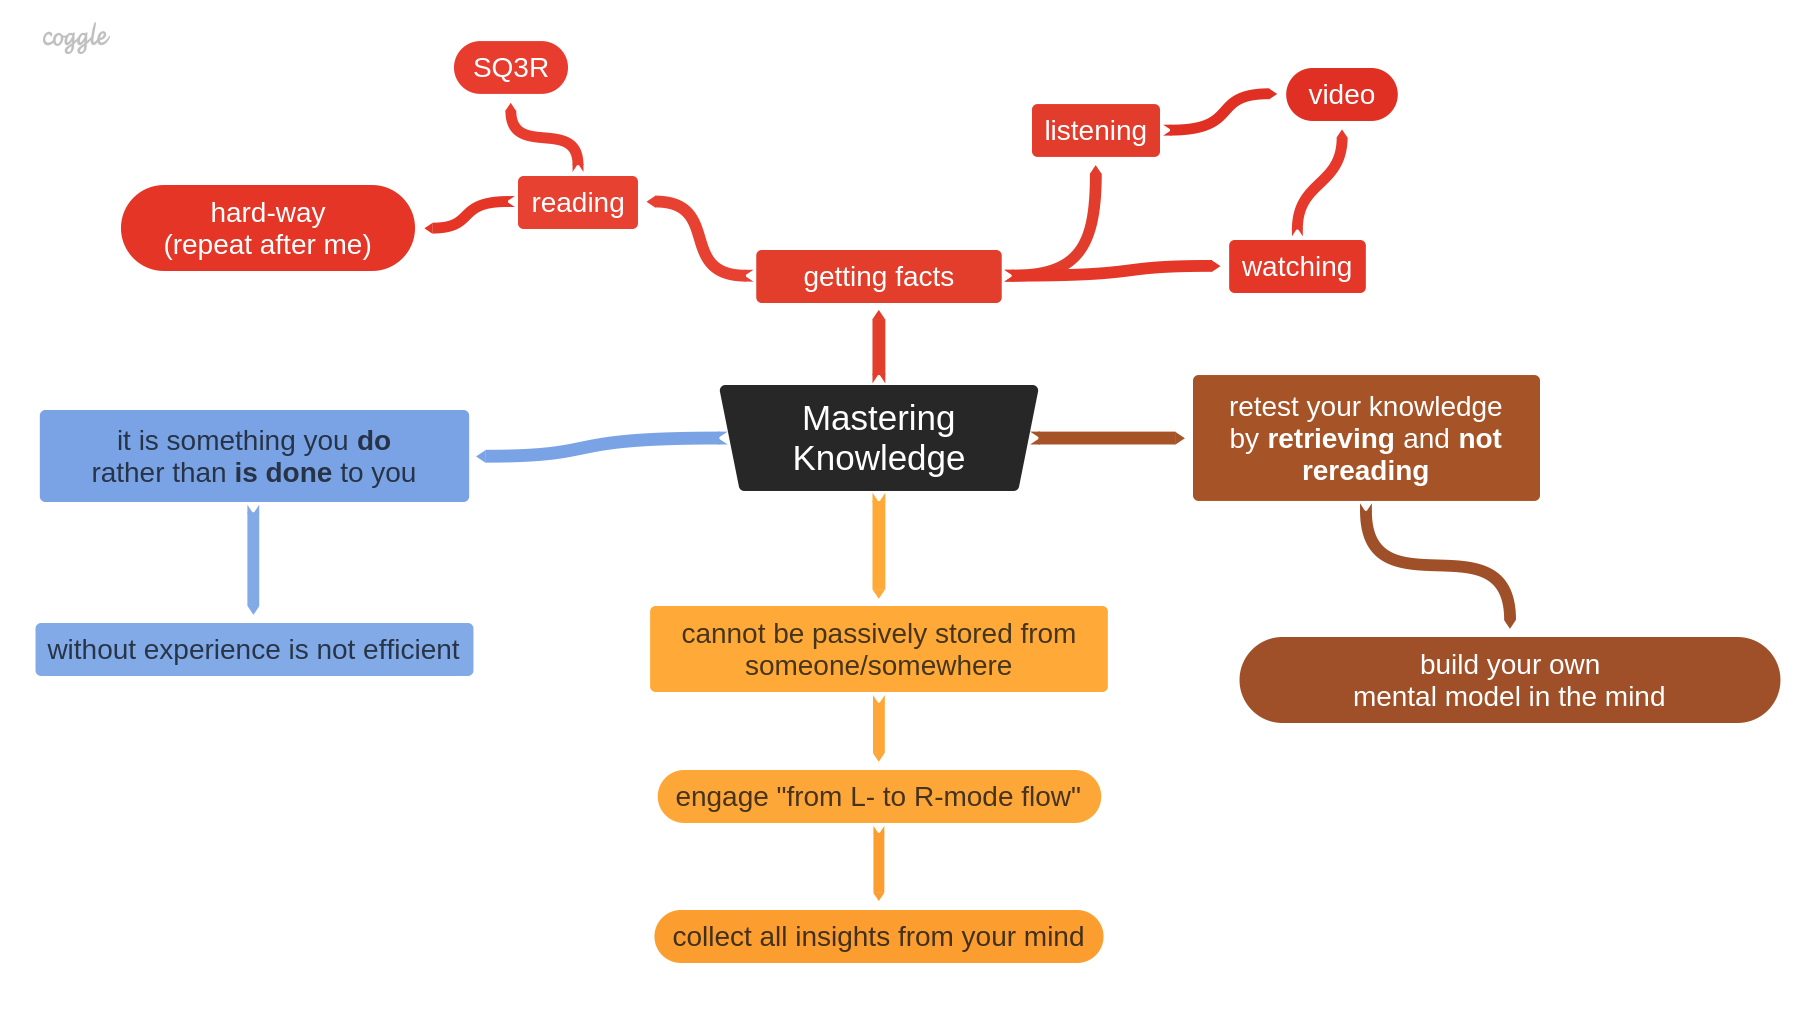 coggle
SQ3R
video
listening
reading
hard-way
(repeat after me)
getting facts
watching
Mastering
Knowledge
it is something you do
rather than is done to you
retest your knowledge
by retrieving and not
rereading
without experience is not efficient
cannot be passively stored from
someone/somewhere
build your own
mental model in the mind
engage "from L- to R-mode flow"
collect all insights from your mind